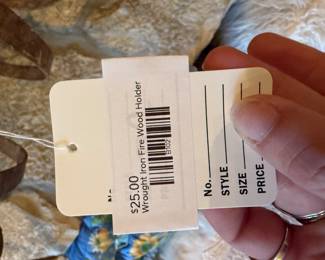 $25.00
Wrought Iron Fire Wood Holder
No.
STYLE
SIZE
PRICE